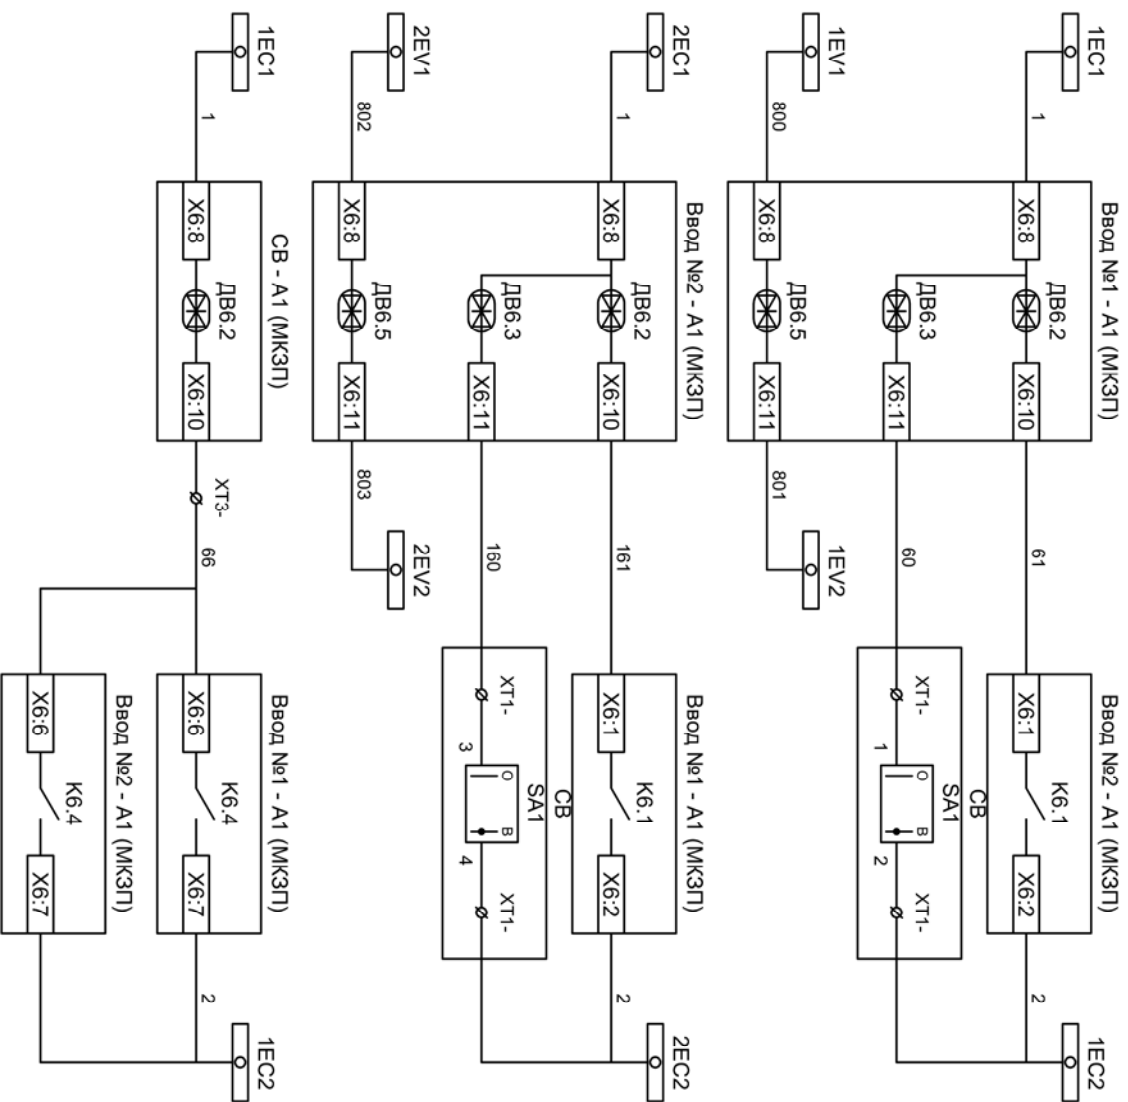 1EC1
Ввод №1 - А1 (МКЗП)
Ввод №2 - А1 (МКЗП)
1EC2
1
X6:8
ДВ6.2
X6:10
61
X6:1
К6.1
X6:2
2
СВ
ДВ6.3
X6:11
60
XT1-
1
SA1
О
В
2
XT1-
1EV1
1EV2
800
X6:8
ДВ6.5
X6:11
801
2EC1
Ввод №2 - А1 (МКЗП)
Ввод №1 - А1 (МКЗП)
2EC2
1
X6:8
ДВ6.2
X6:10
161
X6:1
К6.1
X6:2
2
СВ
ДВ6.3
X6:11
160
XT1-
3
SA1
О
В
4
XT1-
2EV1
2EV2
802
X6:8
ДВ6.5
X6:11
803
1EC1
СВ - А1 (МКЗП)
Ввод №1 - А1 (МКЗП)
1EC2
1
X6:8
ДВ6.2
X6:10
XT3-
66
X6:6
К6.4
X6:7
2
Ввод №2 - А1 (МКЗП)
X6:6
К6.4
X6:7